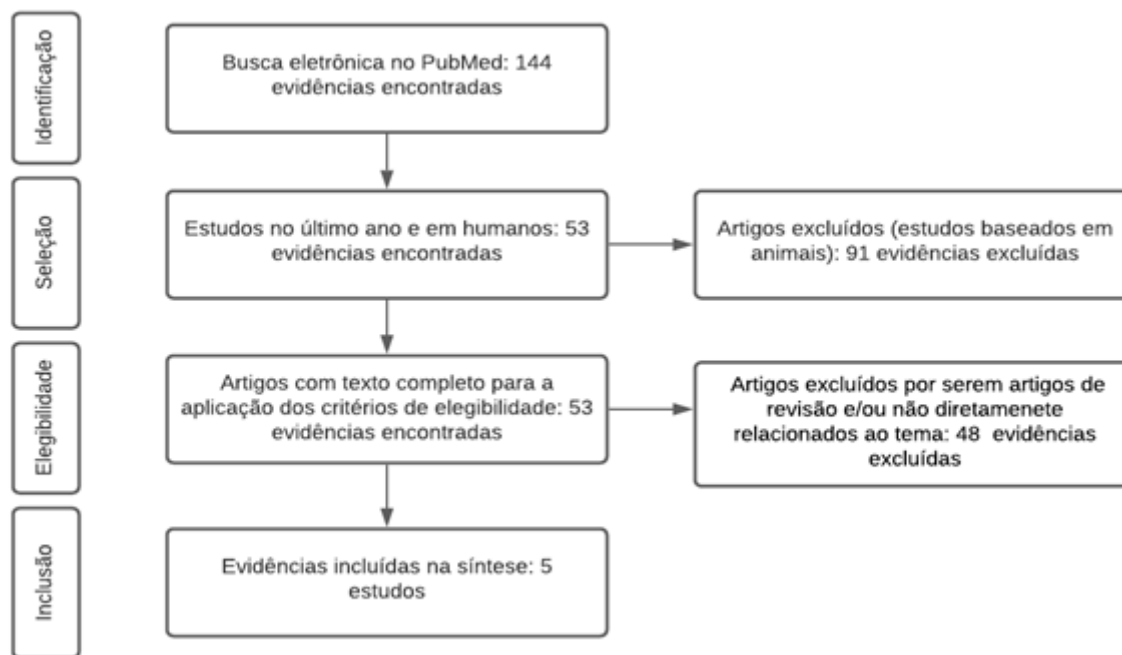 Identificação
Busca eletrônica no PubMed: 144
evidências encontradas
Seleção
Estudos no último ano e em humanos: 53
evidências encontradas
Artigos excluídos (estudos baseados em
animais): 91 evidências excluídas
Elegibilidade
Artigos com texto completo para a
aplicação dos critérios de elegibilidade: 53
evidências encontradas
Artigos excluídos por serem artigos de
revisão e/ou não diretamenete
relacionados ao tema: 48 evidências
excluídas
Inclusão
Evidências incluídas na síntese: 5
estudos